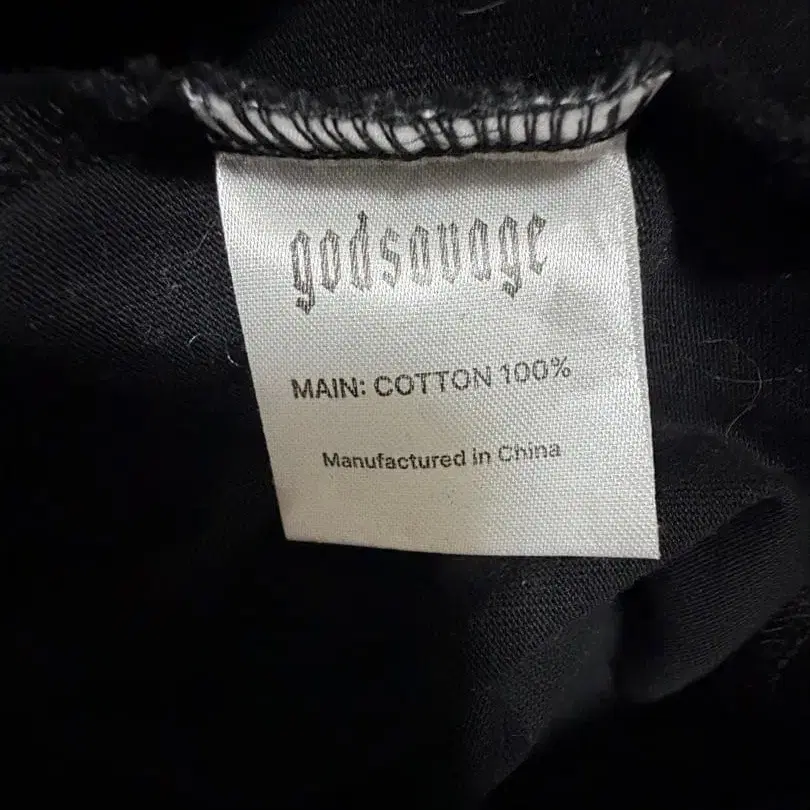 godsavage
MAIN: COTTON 100%
Manufactured in China